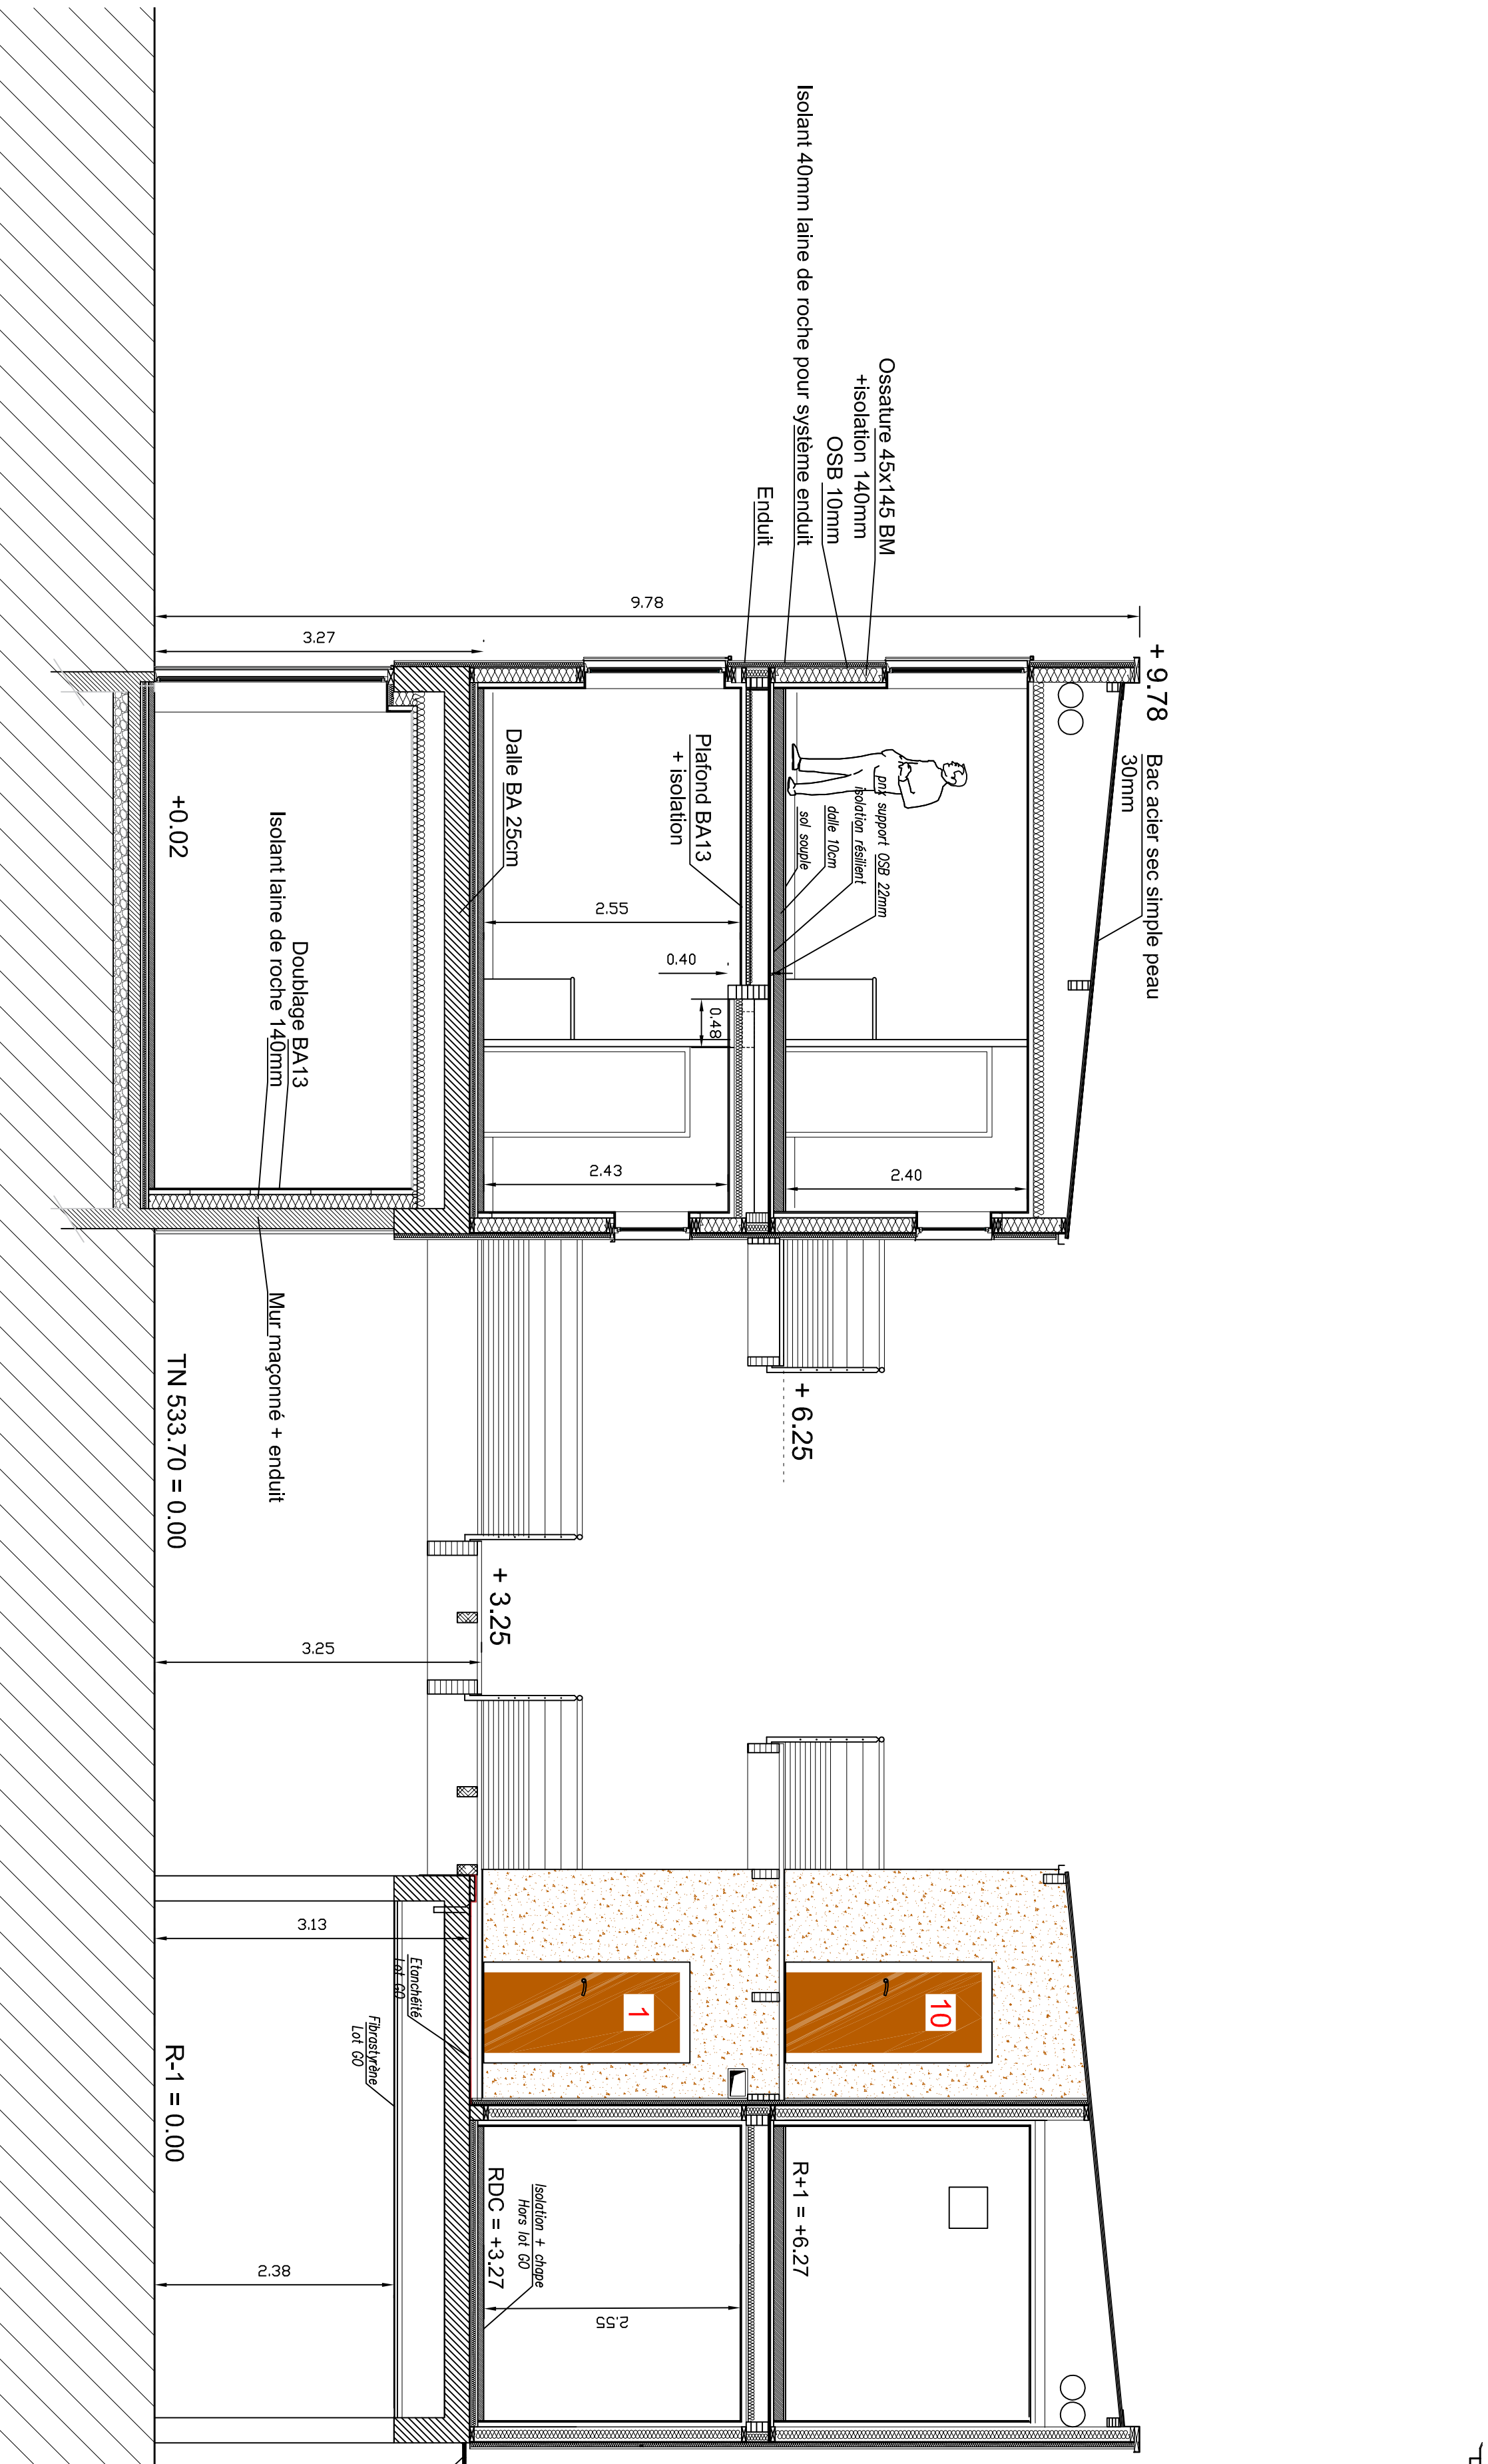 + 9.78
Bac acier sec simple peau
30mm
Ossature 45x145 BM
+isolation 140mm
OSB 10mm
Isolant 40mm laine de roche pour système enduit
Enduit
9.78
3.27
pnx support OSB 22mm
isolation résilient
dalle 10cm
sol souple
2.40
Plafond BA13
+ isolation
2.55
0.40
0.48
2.43
Dalle BA 25cm
Doublage BA13
Isolant laine de roche 140mm
+0.02
Mur maçonné + enduit
TN 533.70 = 0.00
+ 6.25
+ 3.25
3.25
10
1
R+1 = +6.27
Isolation + chape
Hors lot GO
RDC = +3.27
2.55
3.13
Etanchéité
Lot GO
Fibrastyrène
Lot GO
R-1 = 0.00
2.38